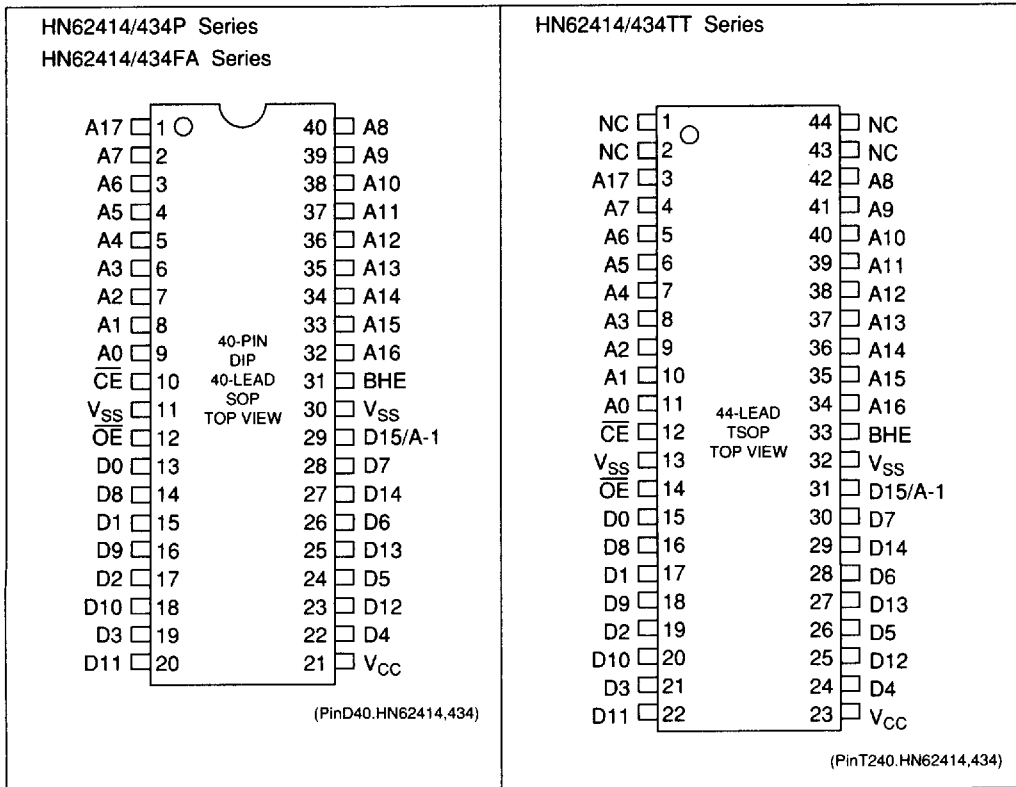 HN62414/434P Series
HN62414/434FA Series
A17 1 40 A8
A7 2 39 A9
A6 3 38 A10
A5 4 37 A11
A4 5 36 A12
A3 6 35 A13
A2 7 34 A14
A1 8 33 A15
A0 9 32 A16
CE 10 31 BHE
VSS 11 30 VSS
OE 12 29 D15/A-1
D0 13 28 D7
D8 14 27 D14
D1 15 26 D6
D9 16 25 D13
D2 17 24 D5
D10 18 23 D12
D3 19 22 D4
D11 20 21 VCC
40-PIN
DIP
40-LEAD
SOP
TOP VIEW
(PinD40.HN62414,434)
HN62414/434TT Series
NC 1 44 NC
NC 2 43 NC
A17 3 42 A8
A7 4 41 A9
A6 5 40 A10
A5 6 39 A11
A4 7 38 A12
A3 8 37 A13
A2 9 36 A14
A1 10 35 A15
A0 11 34 A16
CE 12 33 BHE
VSS 13 32 VSS
OE 14 31 D15/A-1
D0 15 30 D7
D8 16 29 D14
D1 17 28 D6
D9 18 27 D13
D2 19 26 D5
D10 20 25 D12
D3 21 24 D4
D11 22 23 VCC
44-LEAD
TSOP
TOP VIEW
(PinT240.HN62414,434)